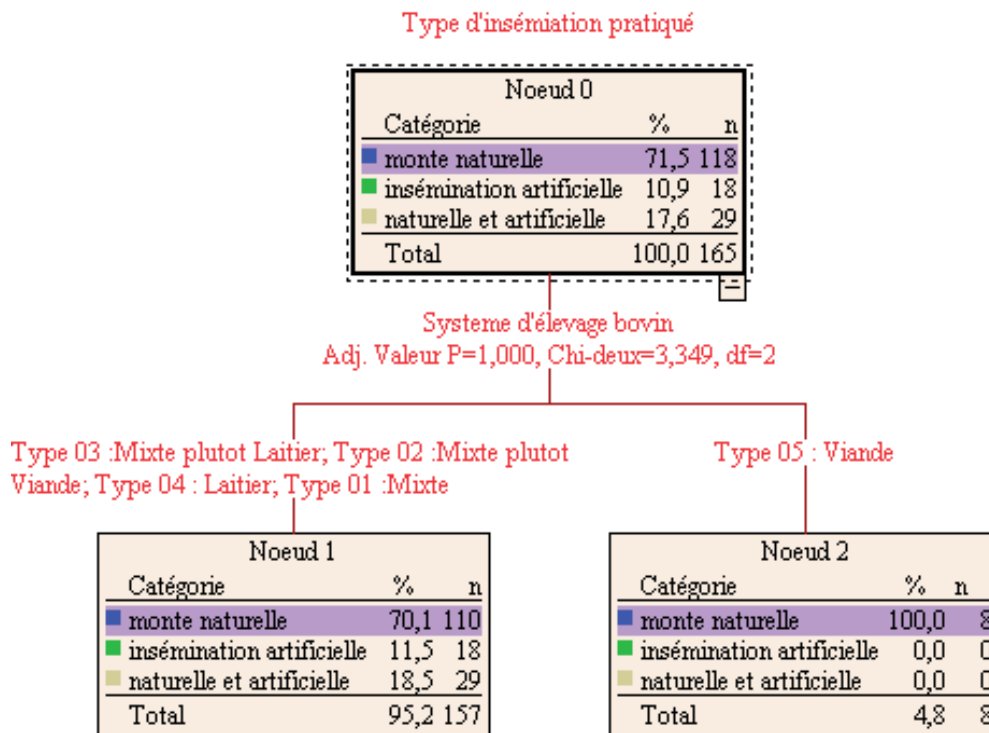 Type d'insémiation pratiqué
Noeud 0
Catégorie % n
monte naturelle 71,5 118
insémination artificielle 10,9 18
naturelle et artificielle 17,6 29
Total 100,0 165
Systeme d'élevage bovin
Adj. Valeur P=1,000, Chi-deux=3,349, df=2
Type 03 :Mixte plutot Laitier; Type 02 :Mixte plutot
Viande; Type 04 : Laitier; Type 01 :Mixte
Type 05 : Viande
Noeud 1
Catégorie % n
monte naturelle 70,1 110
insémination artificielle 11,5 18
naturelle et artificielle 18,5 29
Total 95,2 157
Noeud 2
Catégorie % n
monte naturelle 100,0 8
insémination artificielle 0,0 0
naturelle et artificielle 0,0 0
Total 4,8 8